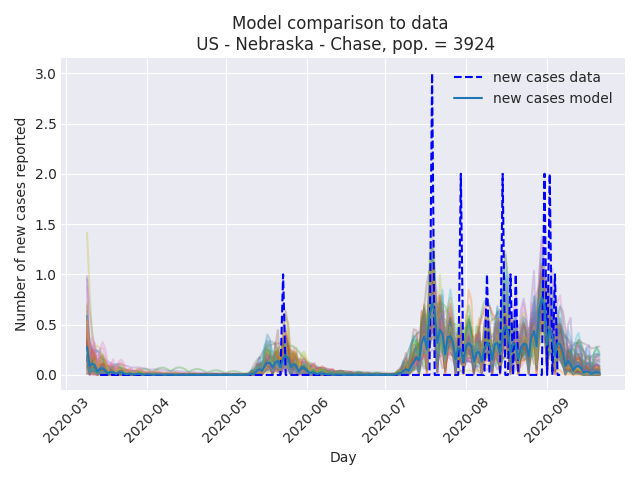 Model comparison to data
US - Nebraska - Chase, pop. = 3924
new cases data
new cases model
Number of new cases reported
3.0
2.5
2.0
1.5
1.0
0.5
0.0
2020-03
2020-04
2020-05
2020-06
2020-07
2020-08
2020-09
Day